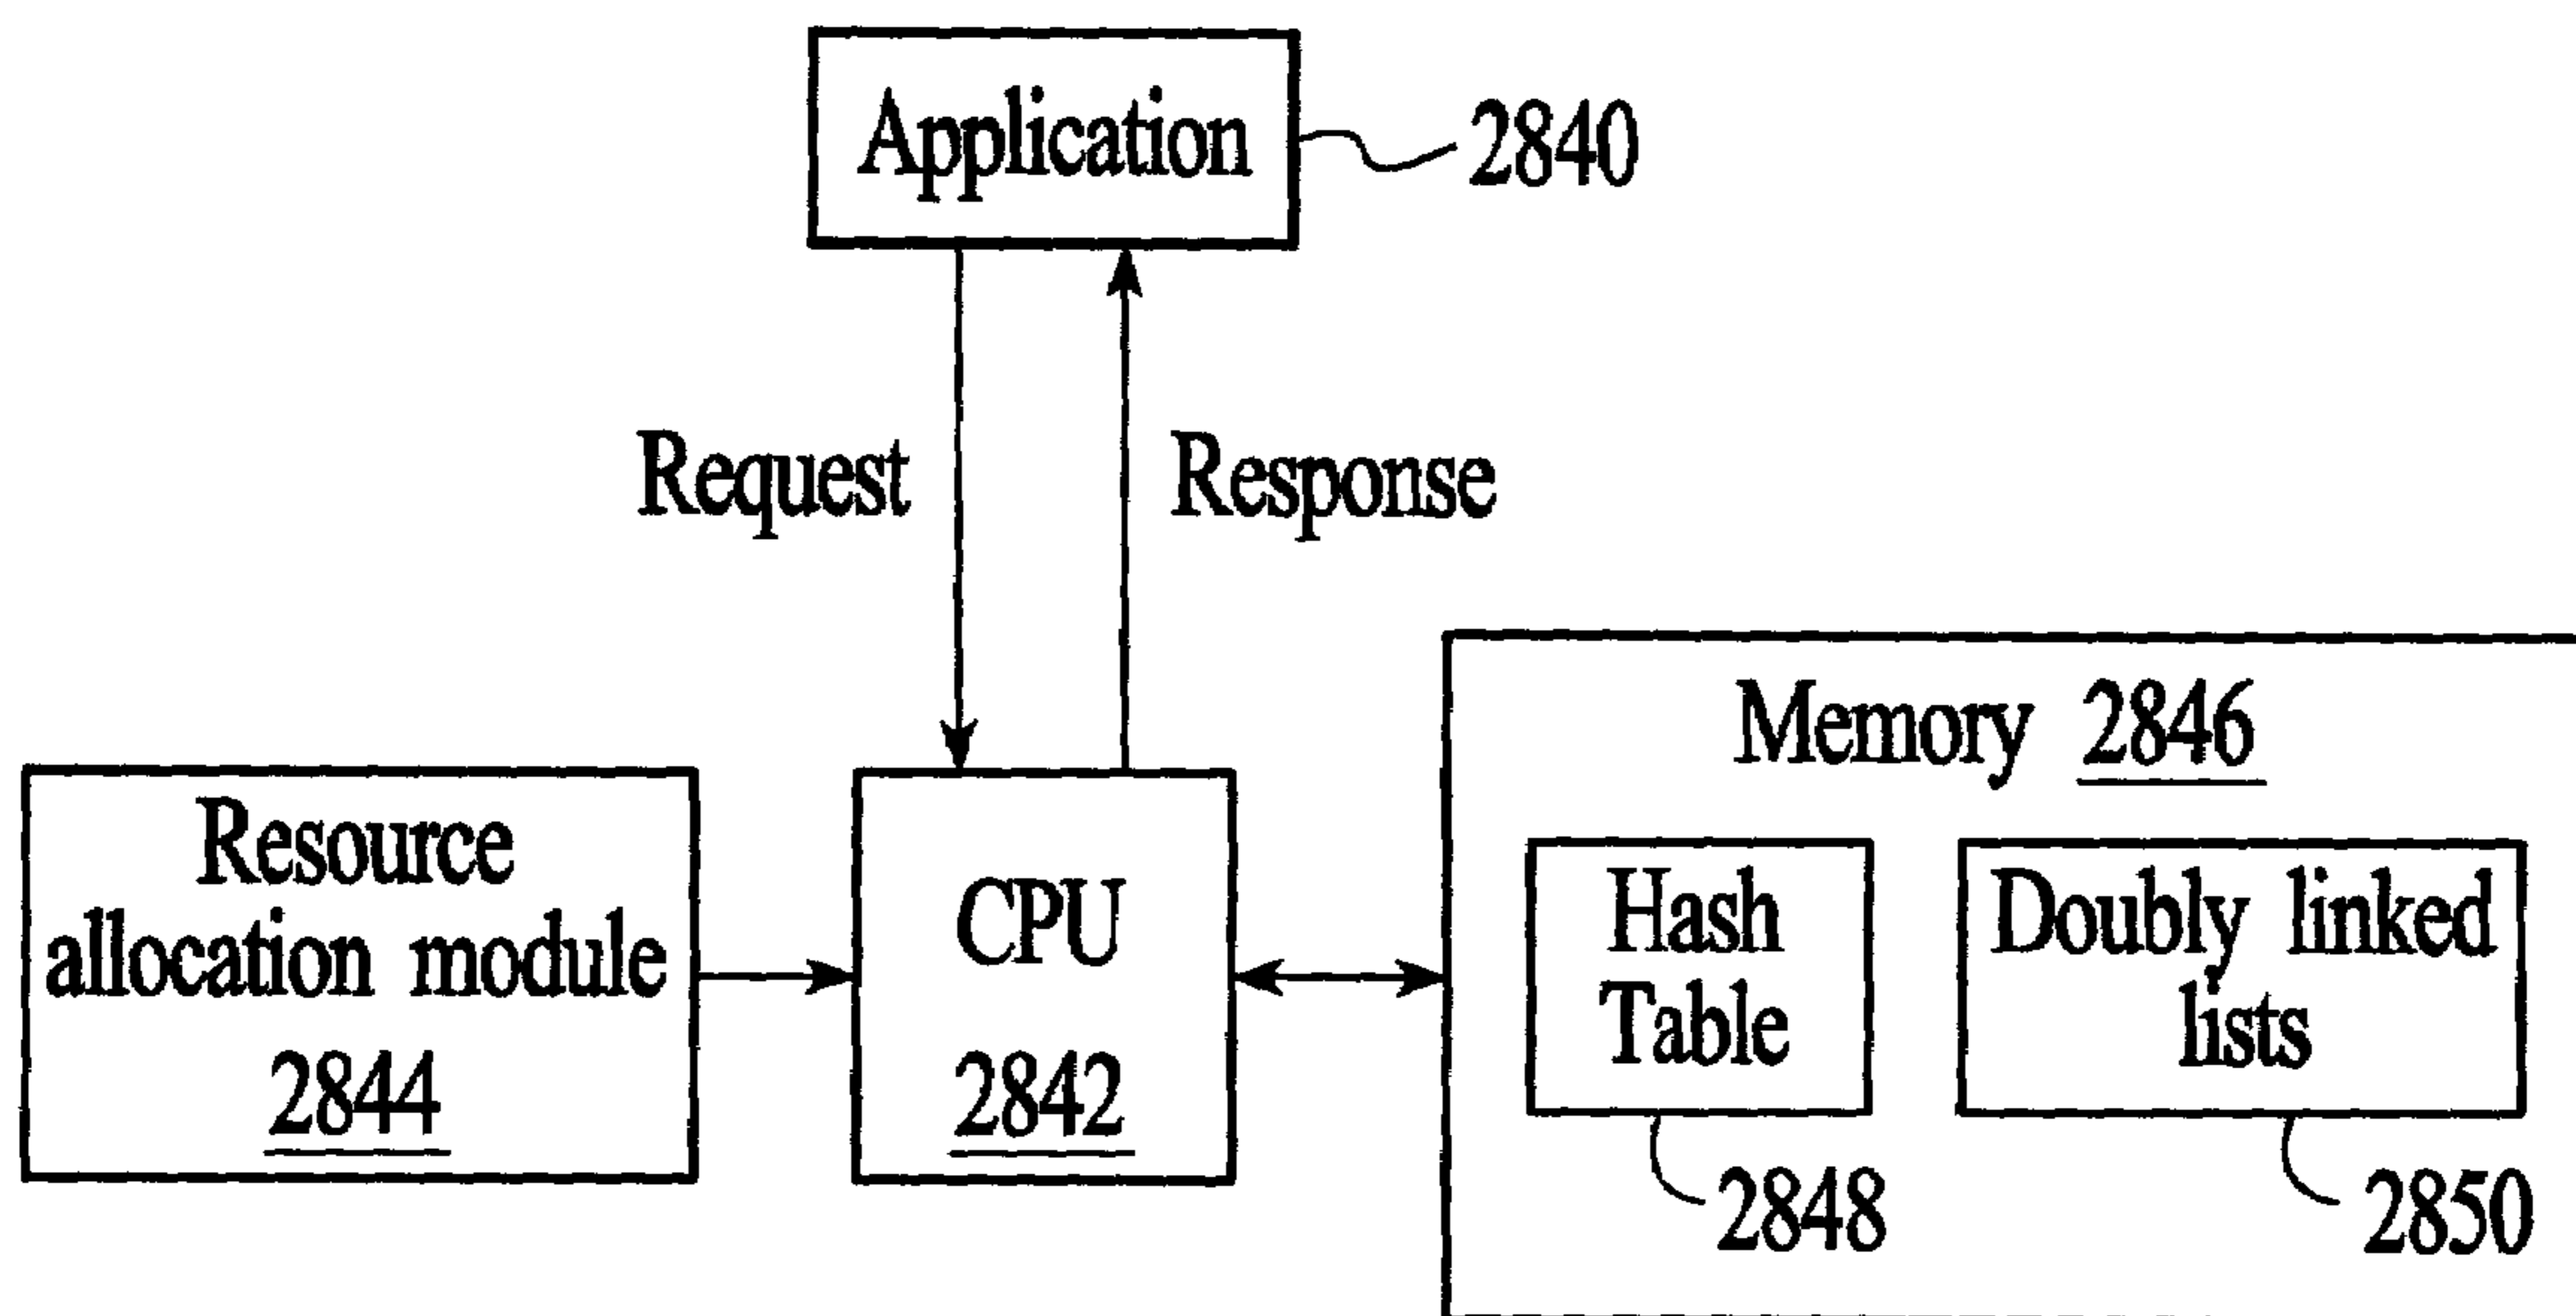 Application
2840
Request
Response
Resource
allocation module
2844
CPU
2842
Memory 2846
Hash
Table
2848
Doubly linked
lists
2850